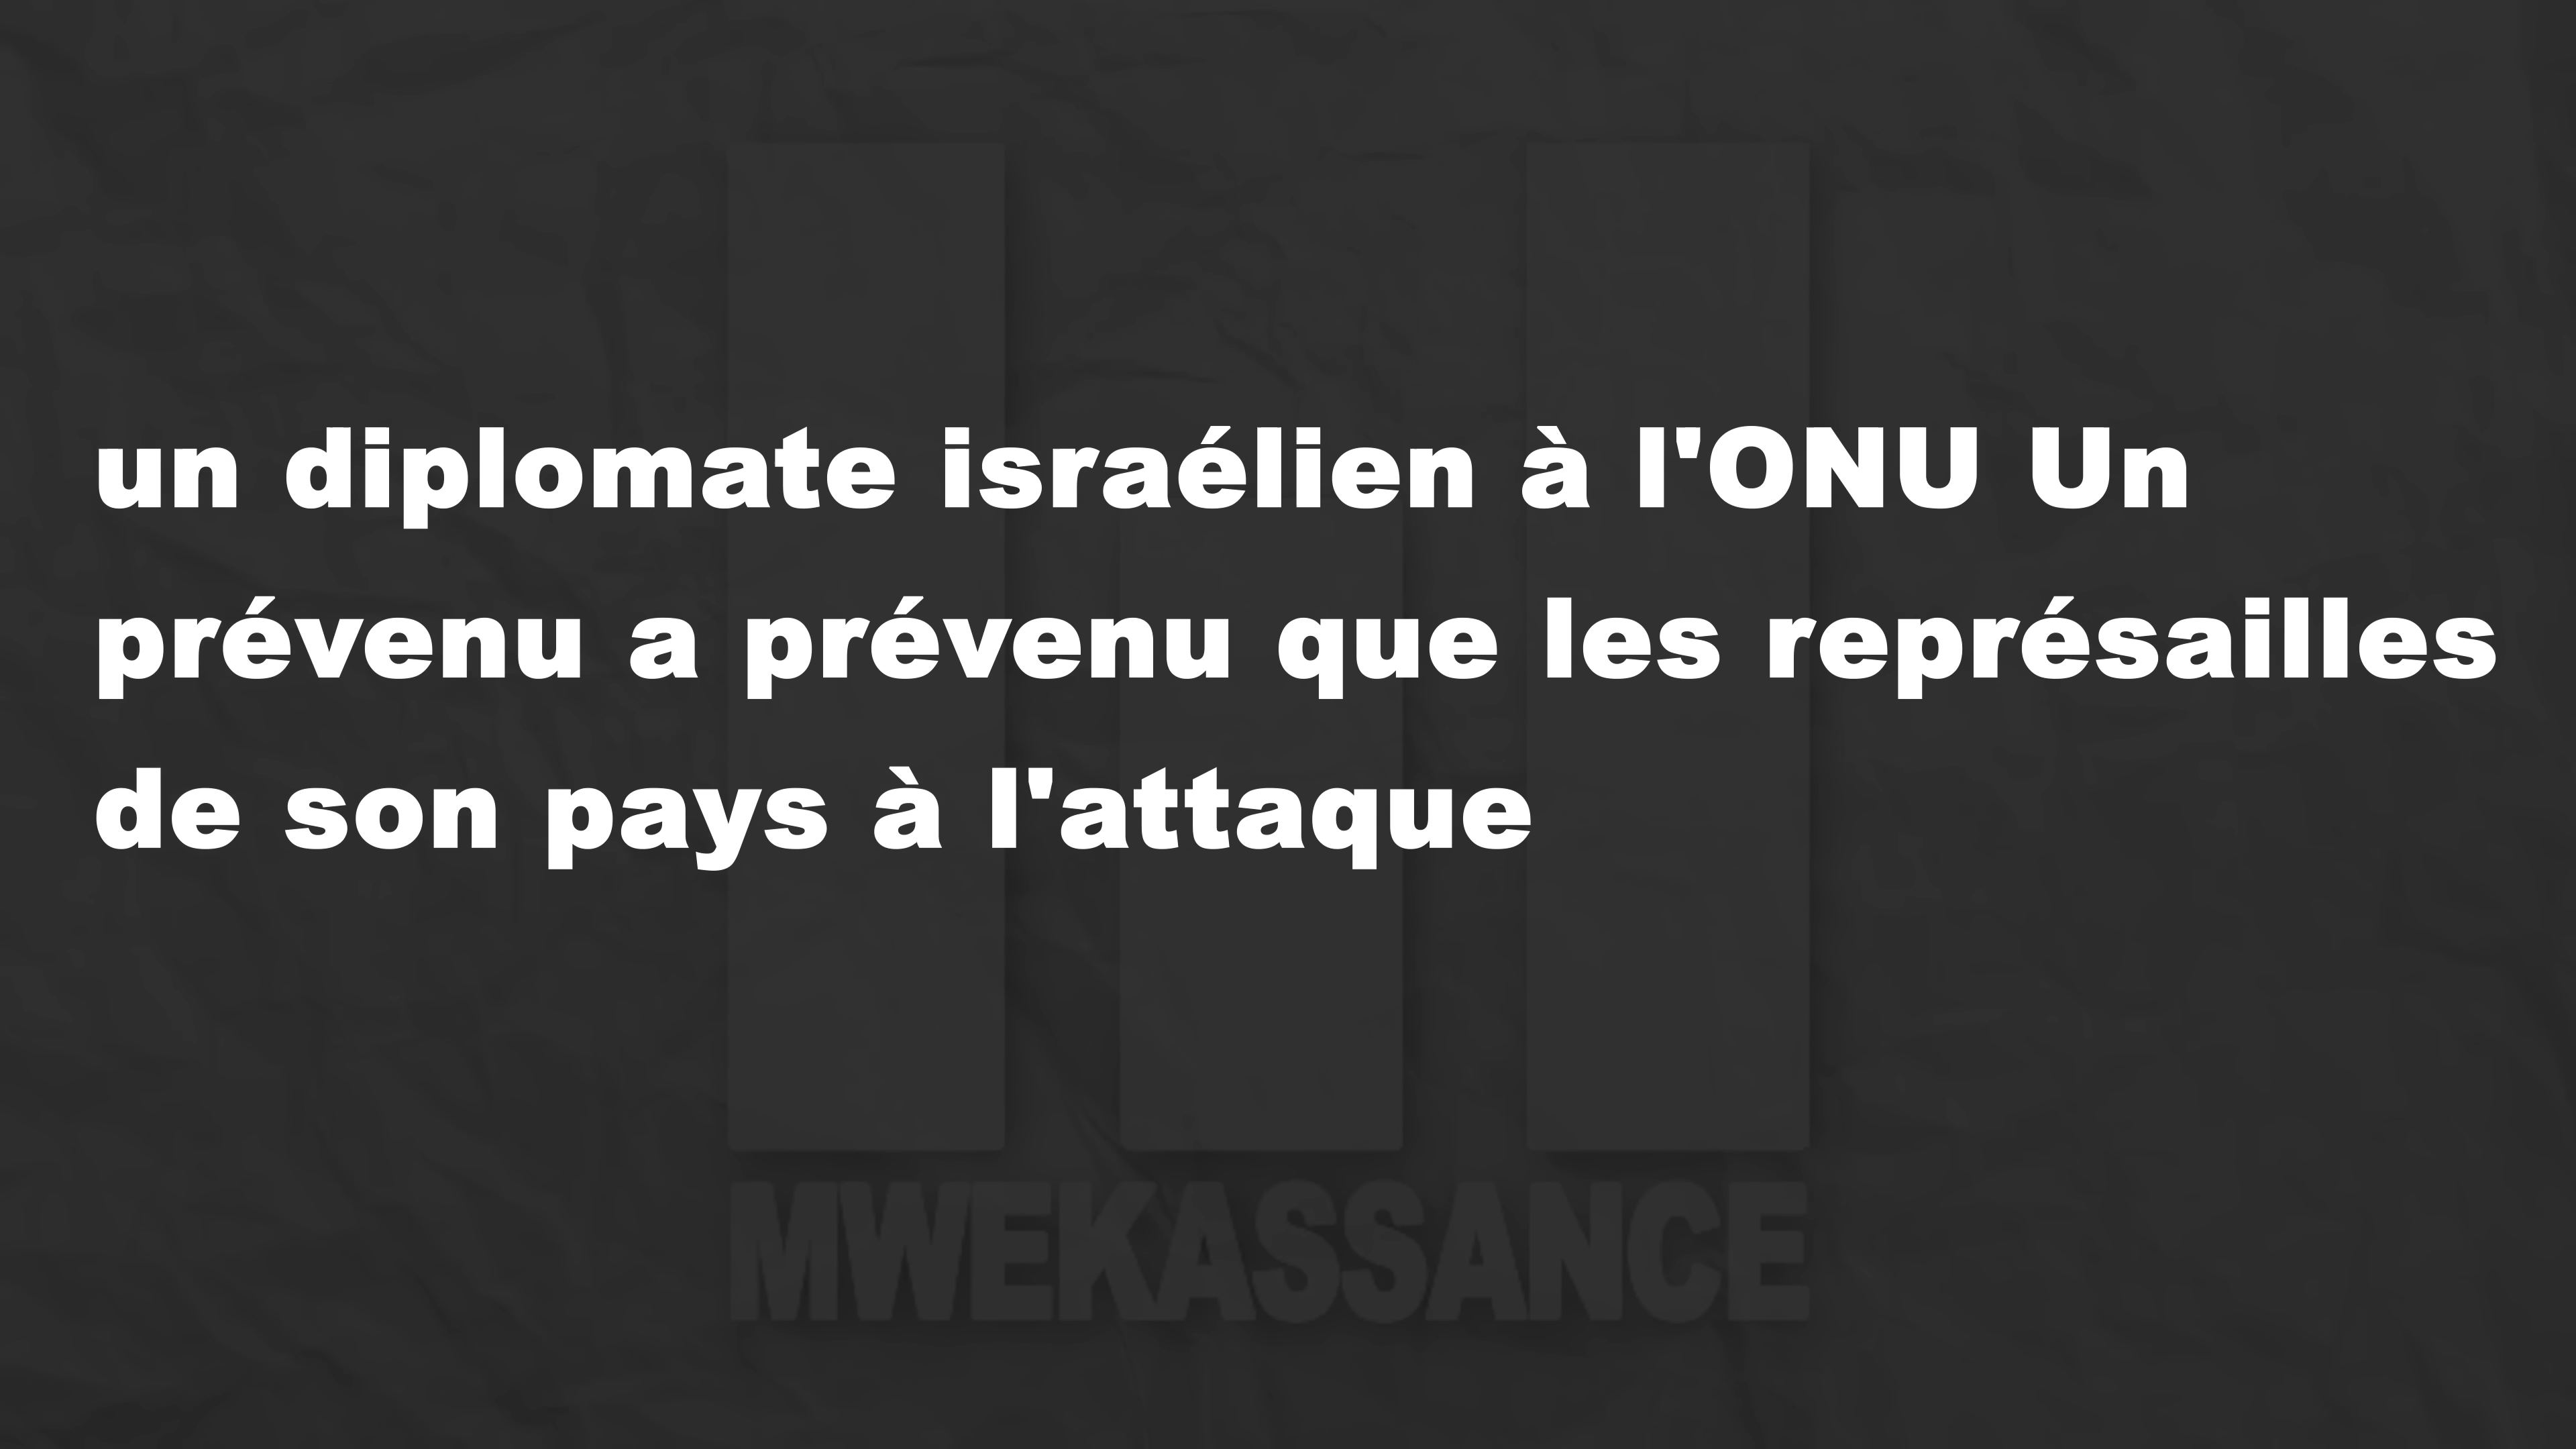 un diplomate israélien à l'ONU Un
prévenu a prévenu que les représailles
de son pays à l'attaque
MWEKASSANCE